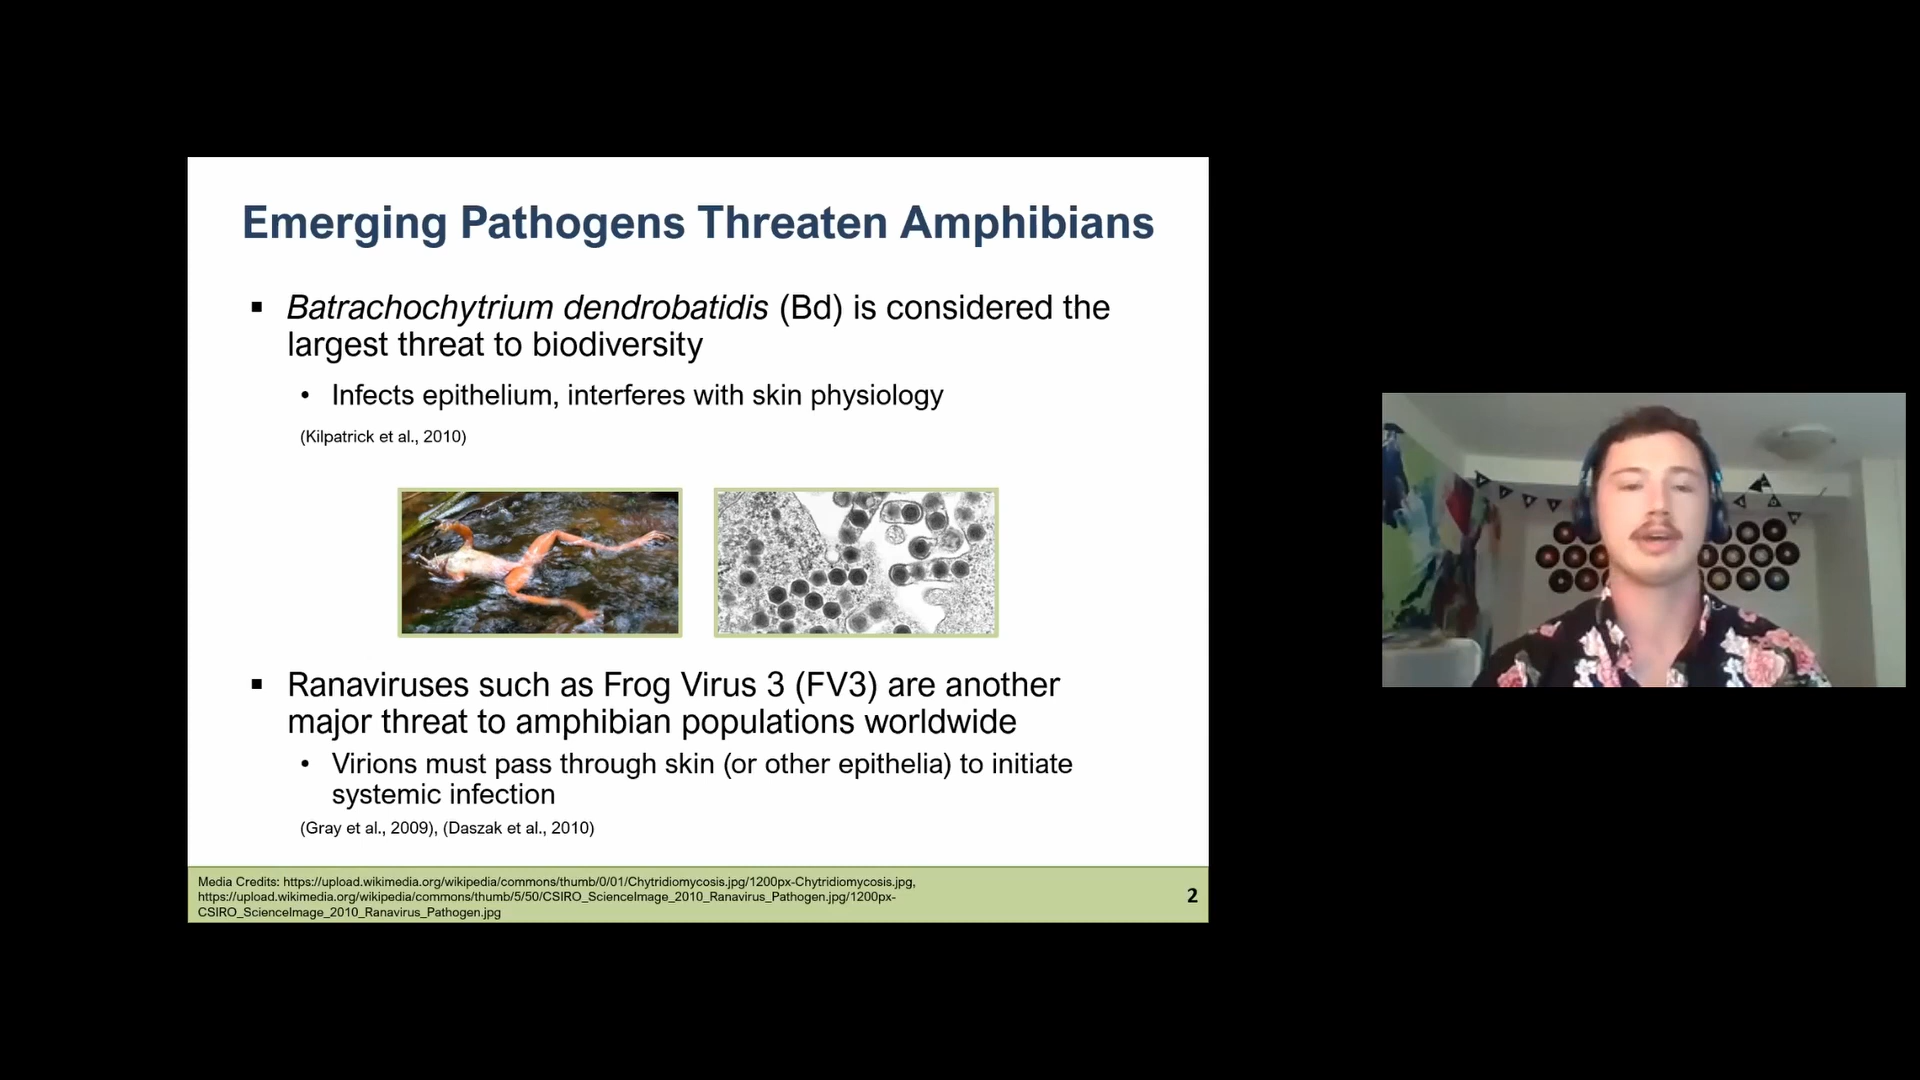 Emerging Pathogens Threaten Amphibians
▪ Batrachochytrium dendrobatidis (Bd) is considered the
largest threat to biodiversity
• Infects epithelium, interferes with skin physiology
(Kilpatrick et al., 2010)
▪ Ranaviruses such as Frog Virus 3 (FV3) are another
major threat to amphibian populations worldwide
• Virions must pass through skin (or other epithelia) to initiate
systemic infection
(Gray et al., 2009), (Daszak et al., 2010)
Media Credits: https://upload.wikimedia.org/wikipedia/commons/thumb/0/01/Chytridiomycosis.jpg/1200px-Chytridiomycosis.jpg,
https://upload.wikimedia.org/wikipedia/commons/thumb/5/50/CSIRO_ScienceImage_2010_Ranavirus_Pathogen.jpg/1200px-
CSIRO_ScienceImage_2010_Ranavirus_Pathogen.jpg
2